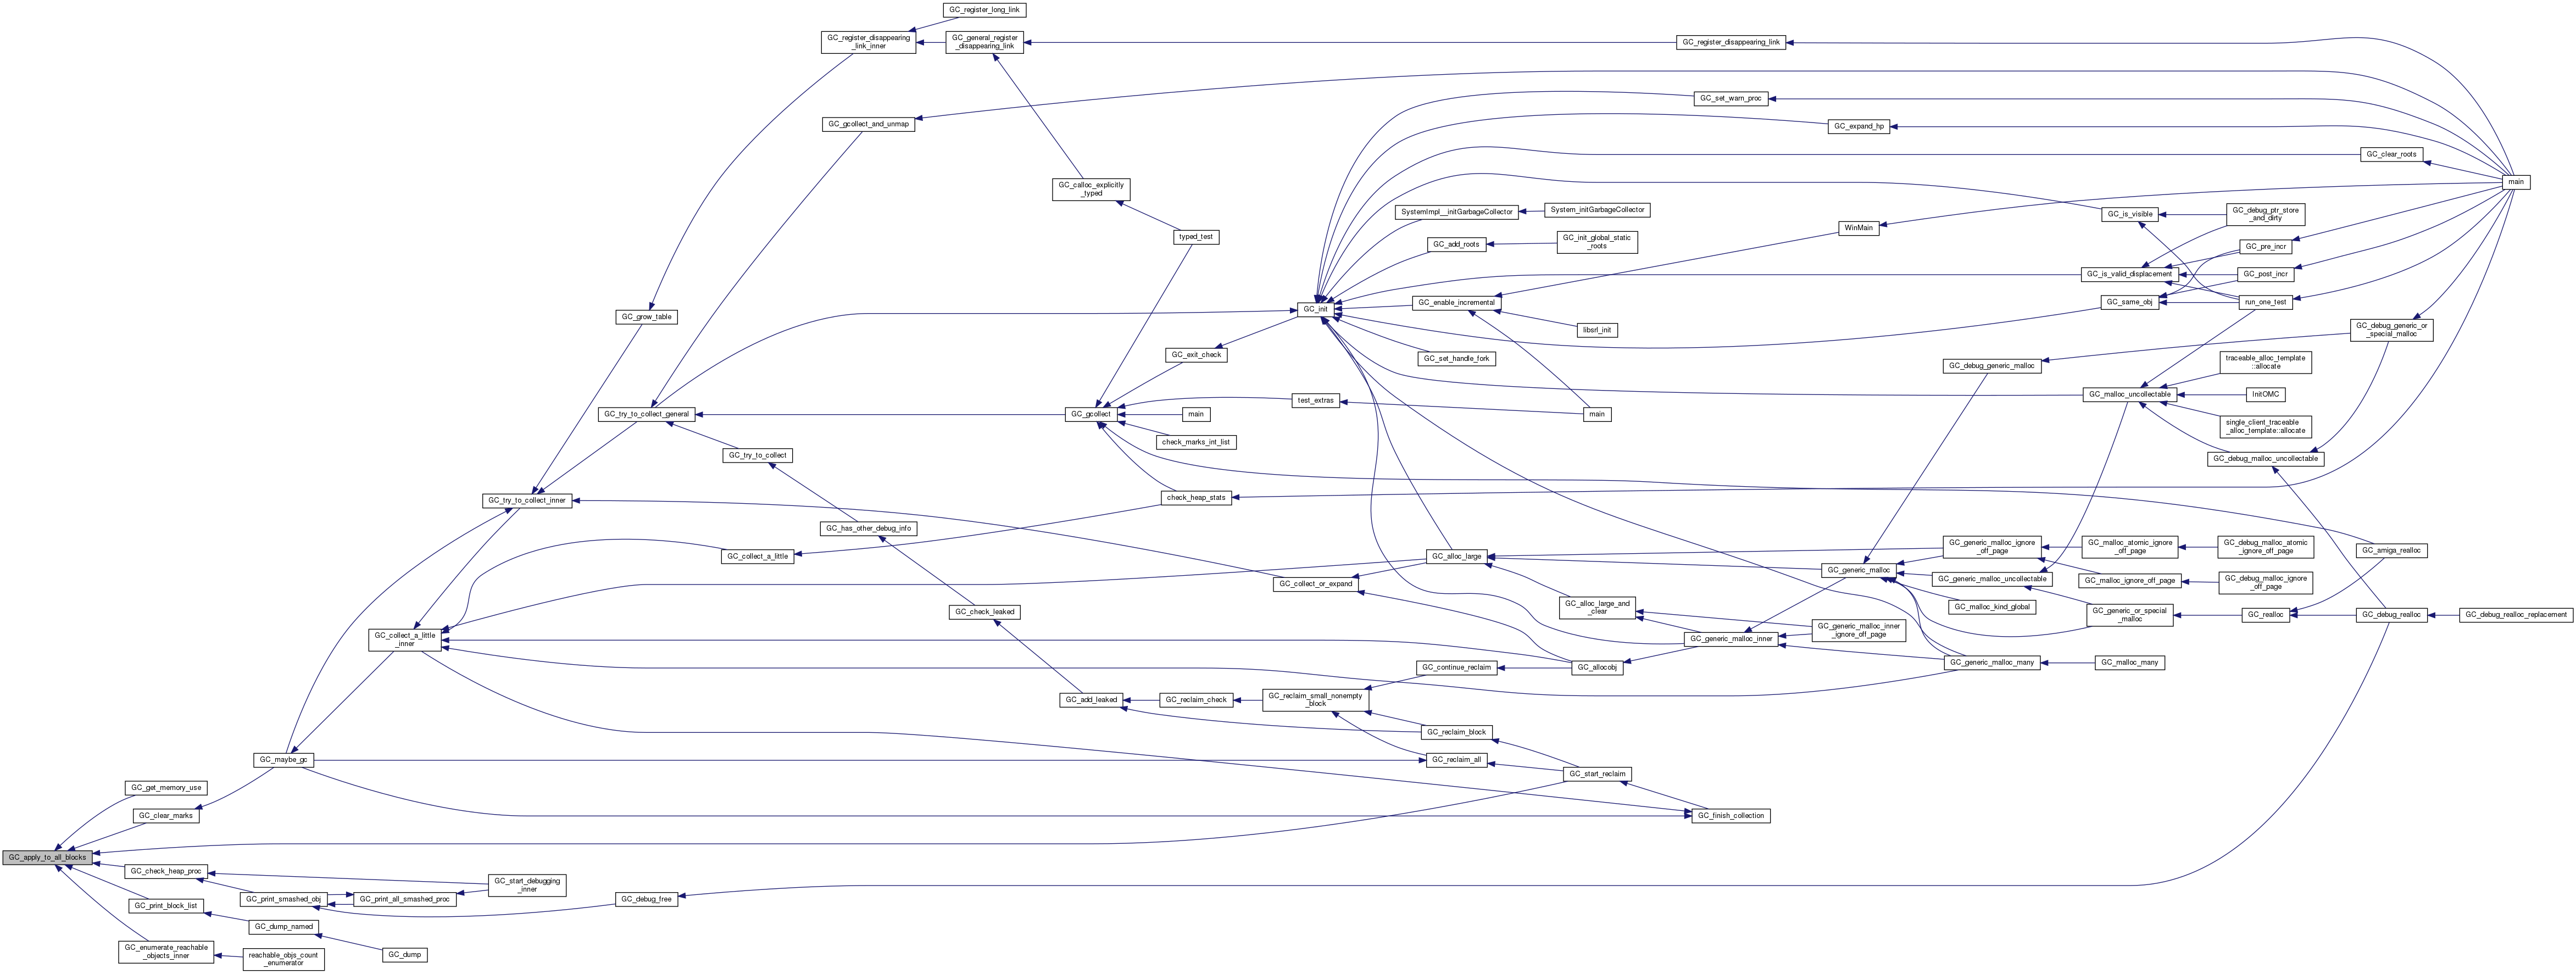 GC_register_long_link
GC_register_disappearing
_link_inner
GC_general_register
_disappearing_link
GC_register_disappearing_link
GC_set_warn_proc
GC_gcollect_and_unmap
GC_expand_hp
GC_clear_roots
main
GC_calloc_explicitly
_typed
SystemImpl__initGarbageCollector
System_initGarbageCollector
GC_is_visible
GC_debug_ptr_store
_and_dirty
WinMain
typed_test
GC_add_roots
GC_init_global_static
_roots
GC_pre_incr
GC_is_valid_displacement
GC_post_incr
GC_init
GC_enable_incremental
GC_same_obj
run_one_test
GC_grow_table
libsrl_init
GC_debug_generic_or
_special_malloc
GC_exit_check
GC_set_handle_fork
GC_debug_generic_malloc
traceable_alloc_template
::allocate
GC_malloc_uncollectable
InitOMC
test_extras
GC_try_to_collect_general
GC_gcollect
main
main
single_client_traceable
_alloc_template::allocate
check_marks_int_list
GC_try_to_collect
GC_debug_malloc_uncollectable
GC_try_to_collect_inner
check_heap_stats
GC_has_other_debug_info
GC_collect_a_little
GC_alloc_large
GC_generic_malloc_ignore
_off_page
GC_malloc_atomic_ignore
_off_page
GC_debug_malloc_atomic
_ignore_off_page
GC_amiga_realloc
GC_generic_malloc
GC_collect_or_expand
GC_generic_malloc_uncollectable
GC_malloc_ignore_off_page
GC_debug_malloc_ignore
_off_page
GC_check_leaked
GC_alloc_large_and
_clear
GC_malloc_kind_global
GC_generic_or_special
_malloc
GC_realloc
GC_debug_realloc
GC_debug_realloc_replacement
GC_collect_a_little
_inner
GC_generic_malloc_inner
GC_generic_malloc_inner
_ignore_off_page
GC_continue_reclaim
GC_allocobj
GC_generic_malloc_many
GC_malloc_many
GC_add_leaked
GC_reclaim_check
GC_reclaim_small_nonempty
_block
GC_reclaim_block
GC_maybe_gc
GC_reclaim_all
GC_start_reclaim
GC_get_memory_use
GC_clear_marks
GC_finish_collection
GC_apply_to_all_blocks
GC_check_heap_proc
GC_start_debugging
_inner
GC_print_smashed_obj
GC_print_all_smashed_proc
GC_debug_free
GC_print_block_list
GC_dump_named
GC_enumerate_reachable
_objects_inner
reachable_objs_count
_enumerator
GC_dump